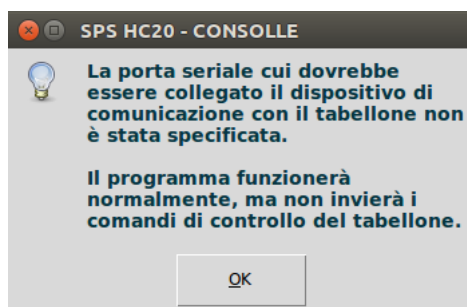 SPS HC20 - CONSOLLE
La porta seriale cui dovrebbe
essere collegato il dispositivo di
comunicazione con il tabellone non
è stata specificata.
Il programma funzionerà
normalmente, ma non invierà i
comandi di controllo del tabellone.
OK